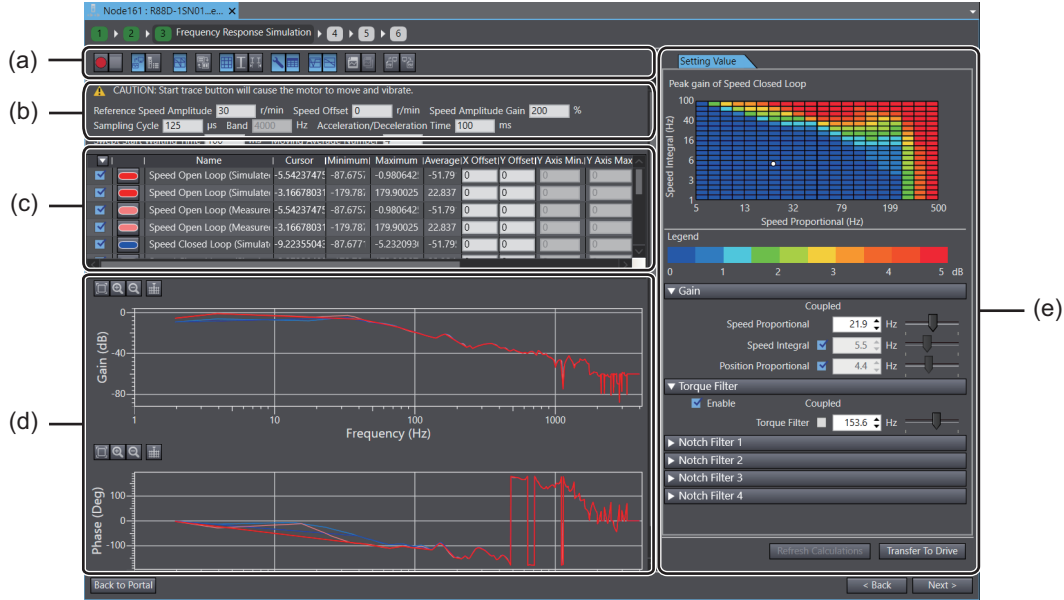 Node161 : R88D-1SN01...e... ✕
1 2 3 Frequency Response Simulation 4 5 6
(a)
(b)
CAUTION: Start trace button will cause the motor to move and vibrate.
Reference Speed Amplitude 30 r/min Speed Offset 0 r/min Speed Amplitude Gain 200 %
Sampling Cycle 125 µs Band 4000 Hz Acceleration/Deceleration Time 100 ms
(c)
Name Cursor Minimum Maximum Average X Offset Y Offset Y Axis Min. Y Axis Max
Speed Open Loop (Simulate -5.54237475 -87.675 -0.980642 -51.79 0 0 0 0
Speed Open Loop (Simulate -3.16678031 -179.78 179.90025 22.837 0 0 0 0
Speed Open Loop (Measure -5.54237475 -87.675 -0.980642 -51.79 0 0 0 0
Speed Open Loop (Measure -3.16678031 -179.78 179.90025 22.837 0 0 0 0
Speed Closed Loop (Simulat -9.22355043 -87.677 -5.232093 -51.79 0 0 0 0
(d)
Gain (dB)
0
-40
-80
1 10 100 1000
Frequency (Hz)
Phase (Deg)
100
0
-100
Back to Portal
(e)
Setting Value
Peak gain of Speed Closed Loop
Speed Integral (Hz)
100
40
16
6
3
1
5 13 32 79 199 500
Speed Proportional (Hz)
Legend
0 1 2 3 4 5 dB
Gain
Coupled
Speed Proportional 21.9 Hz
Speed Integral 5.5 Hz
Position Proportional 4.4 Hz
Torque Filter
Enable Coupled
Torque Filter 153.6 Hz
Notch Filter 1
Notch Filter 2
Notch Filter 3
Notch Filter 4
Refresh Calculations Transfer To Drive
< Back Next >